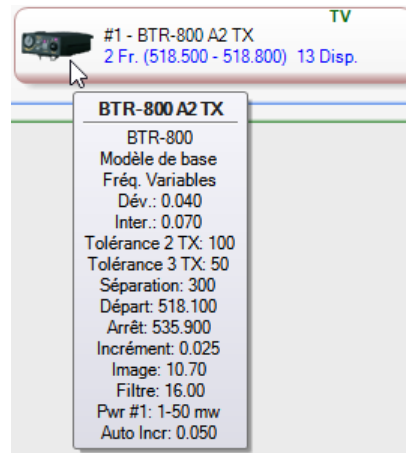 TV
#1 - BTR-800 A2 TX
2 Fr. (518.500 - 518.800) 13 Disp.
BTR-800 A2 TX
BTR-800
Modèle de base
Fréq. Variables
Dév.: 0.040
Inter.: 0.070
Tolérance 2 TX: 100
Tolérance 3 TX: 50
Séparation: 300
Départ: 518.100
Arrêt: 535.900
Incrément: 0.025
Image: 10.70
Filtre: 16.00
Pwr #1: 1-50 mw
Auto Incr: 0.050